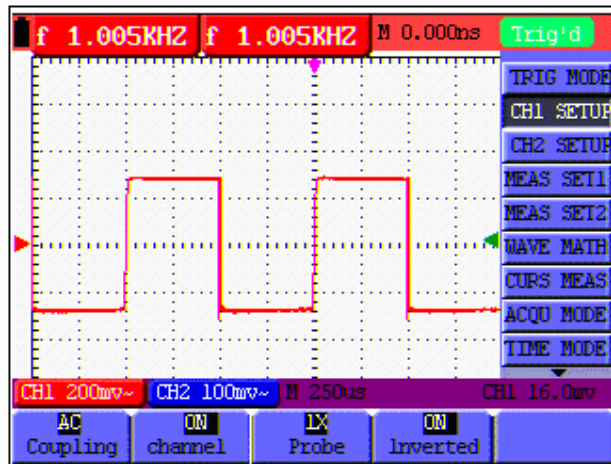 f 1.005KHZ f 1.005KHZ M 0.000ns Trig'd
TRIG MODE
CH1 SETUP
CH2 SETUP
MEAS SET1
MEAS SET2
WAVE MATH
CURS MEAS
ACQU MODE
TIME MODE
CH1 200mv~ CH2 100mv~ M 250us CH1 16.0mv
AC ON 1X ON
Coupling channel Probe lnverted